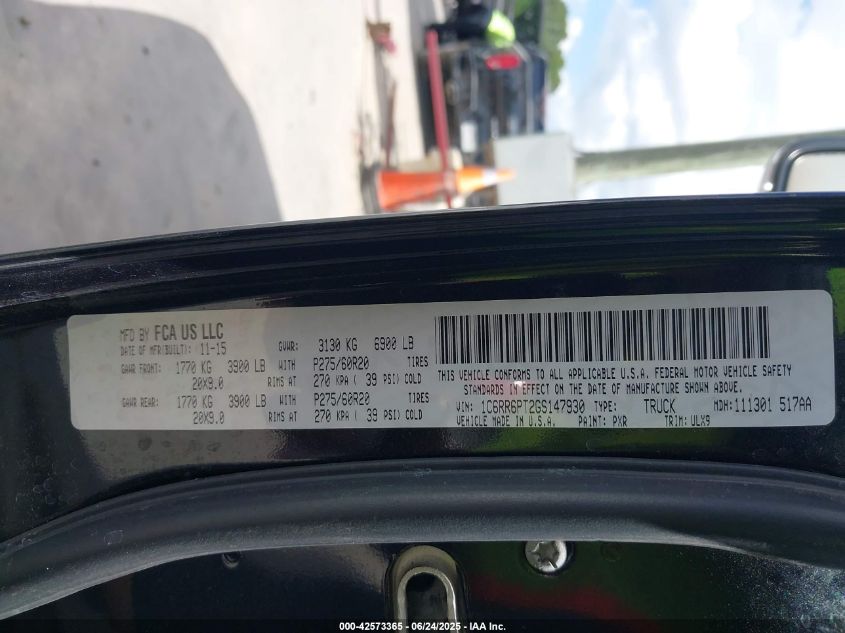 MFD BY FCA US LLC
DATE OF MFR(BUILT): 11-15 GVWR: 3130 KG 6900 LB
GAWR FRONT: 1770 KG 3900 LB WITH P275/60R20 TIRES
20X9.0 RIMS AT 270 KPA ( 39 PSI) COLD
GAWR REAR: 1770 KG 3900 LB WITH P275/60R20 TIRES
20X9.0 RIMS AT 270 KPA ( 39 PSI) COLD
THIS VEHICLE CONFORMS TO ALL APPLICABLE U.S.A. FEDERAL MOTOR VEHICLE SAFETY
STANDARDS IN EFFECT ON THE DATE OF MANUFACTURE SHOWN ABOVE.
VIN: 1C6RR6PT2GS147930 TYPE: TRUCK MDH: 111301 517AA
VEHICLE MADE IN U.S.A. PAINT: PXR TRIM: ULX9
000-42573365 - 06/24/2025 - IAA Inc.